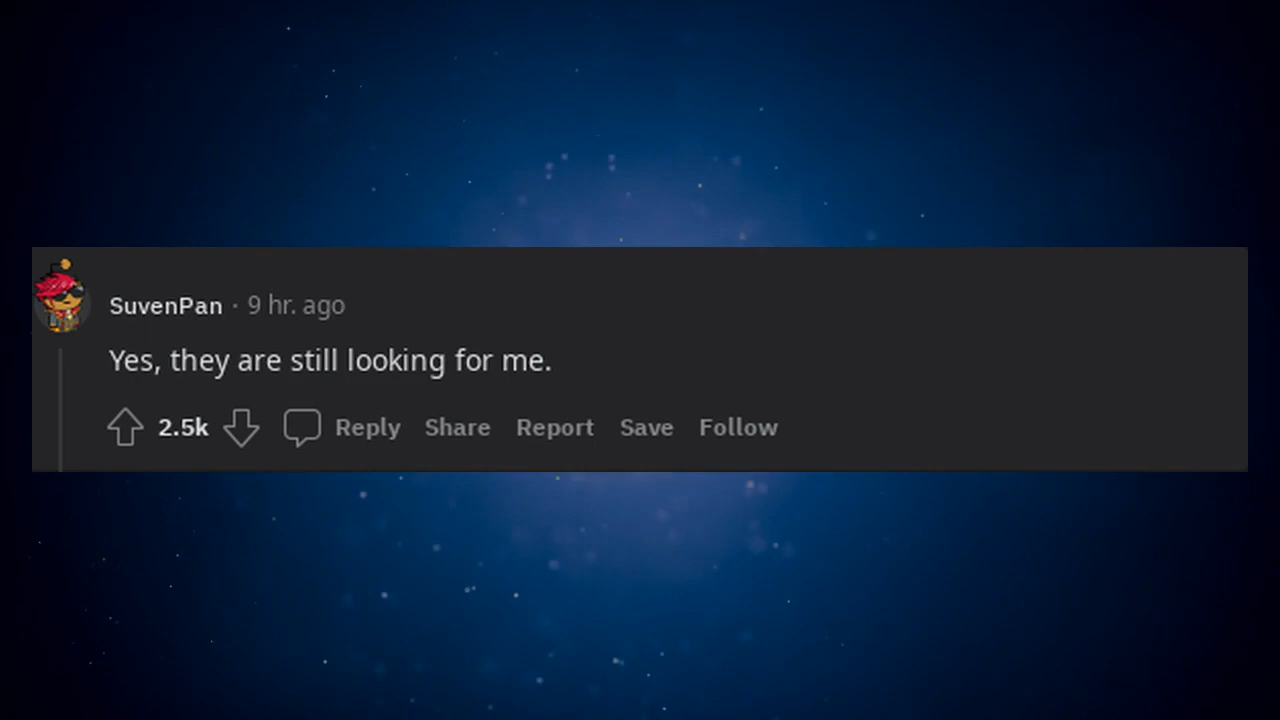 SuvenPan · 9 hr. ago
Yes, they are still looking for me.
2.5k Reply Share Report Save Follow